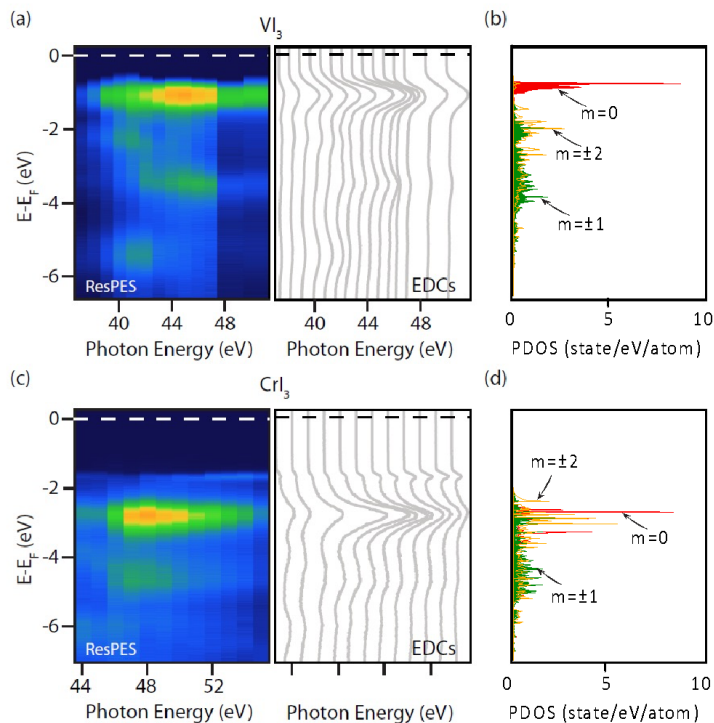 (a)
VI3
(b)
0
-2
-4
-6
E-EF (eV)
ResPES
EDCs
40
44
48
40
44
48
Photon Energy (eV)
Photon Energy (eV)
m=0
m=±2
m=±1
0
5
10
PDOS (state/eV/atom)
(c)
CrI3
(d)
0
-2
-4
-6
E-EF (eV)
ResPES
EDCs
44
48
52
Photon Energy (eV)
Photon Energy (eV)
m=±2
m=0
m=±1
0
5
10
PDOS (state/eV/atom)